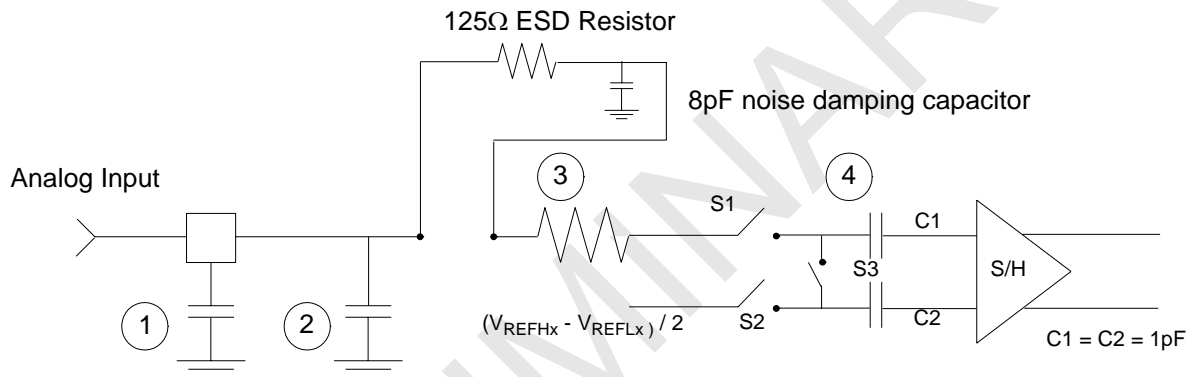 125Ω ESD Resistor
8pF noise damping capacitor
Analog Input
3
4
S1
C1
S3
S/H
1
2
(VREFHx - VREFLx) / 2
S2
C2
C1 = C2 = 1pF
MINAR